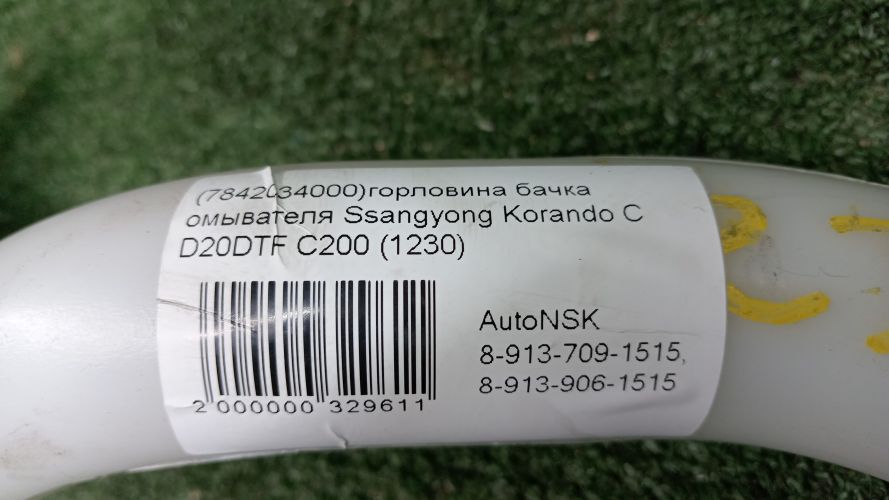 (7842034000)горловина бачка
омывателя Ssangyong Korando C
D20DTF C200 (1230)
AutoNSK
8-913-709-1515,
8-913-906-1515
2 000000 329611